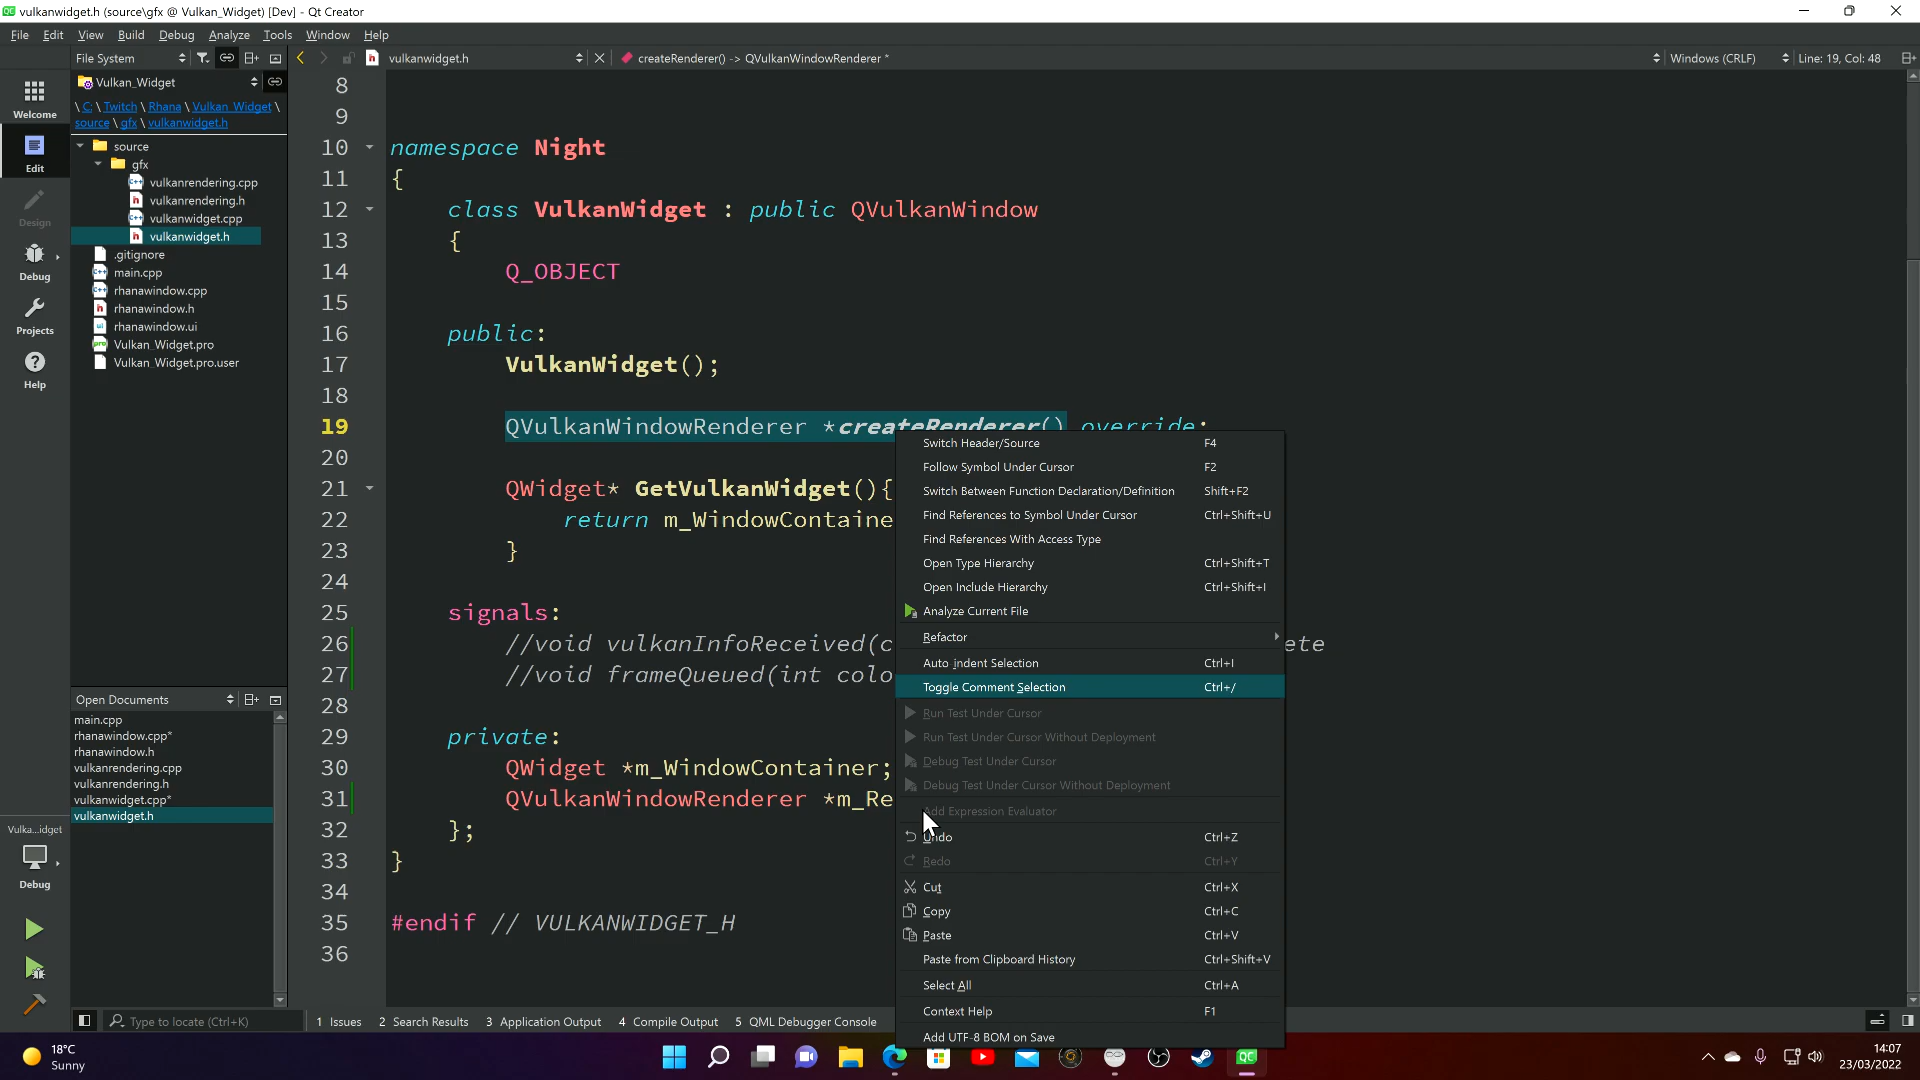 vulkanwidget.h (source\gfx @ Vulkan_Widget) [Dev] - Qt Creator
File Edit View Build Debug Analyze Tools Window Help
File System
vulkanwidget.h
createRenderer() -> QVulkanWindowRenderer *
Windows (CRLF)
Line: 19, Col: 48
Welcome
Edit
Design
Debug
Projects
Help
Vulka...idget
Debug
Vulkan_Widget
\ C: \ Twitch \ Rhana \ Vulkan_Widget \
source \ gfx \ vulkanwidget.h
source
gfx
vulkanrendering.cpp
vulkanrendering.h
vulkanwidget.cpp
vulkanwidget.h
.gitignore
main.cpp
rhanawindow.cpp
rhanawindow.h
rhanawindow.ui
Vulkan_Widget.pro
Vulkan_Widget.pro.user
Open Documents
main.cpp
rhanawindow.cpp*
rhanawindow.h
vulkanrendering.cpp
vulkanrendering.h
vulkanwidget.cpp*
vulkanwidget.h
8
9
10 namespace Night
11 {
12 class VulkanWidget : public QVulkanWindow
13 {
14 Q_OBJECT
15
16 public:
17 VulkanWidget();
18
19 QVulkanWindowRenderer *createRenderer() override;
20
21 QWidget* GetVulkanWidget(){
22 return m_WindowContaine
23 }
24
25 signals:
26 //void vulkanInfoReceived(c ete
27 //void frameQueued(int colo
28
29 private:
30 QWidget *m_WindowContainer;
31 QVulkanWindowRenderer *m_Re
32 };
33 }
34
35 #endif // VULKANWIDGET_H
36
Switch Header/Source F4
Follow Symbol Under Cursor F2
Switch Between Function Declaration/Definition Shift+F2
Find References to Symbol Under Cursor Ctrl+Shift+U
Find References With Access Type
Open Type Hierarchy Ctrl+Shift+T
Open Include Hierarchy Ctrl+Shift+I
Analyze Current File
Refactor
Auto indent Selection Ctrl+I
Toggle Comment Selection Ctrl+/
Run Test Under Cursor
Run Test Under Cursor Without Deployment
Debug Test Under Cursor
Debug Test Under Cursor Without Deployment
Add Expression Evaluator
Undo Ctrl+Z
Redo Ctrl+Y
Cut Ctrl+X
Copy Ctrl+C
Paste Ctrl+V
Paste from Clipboard History Ctrl+Shift+V
Select All Ctrl+A
Context Help F1
Add UTF-8 BOM on Save
Type to locate (Ctrl+K)
1 Issues 2 Search Results 3 Application Output 4 Compile Output 5 QML Debugger Console
18°C
Sunny
QC
14:07
23/03/2022